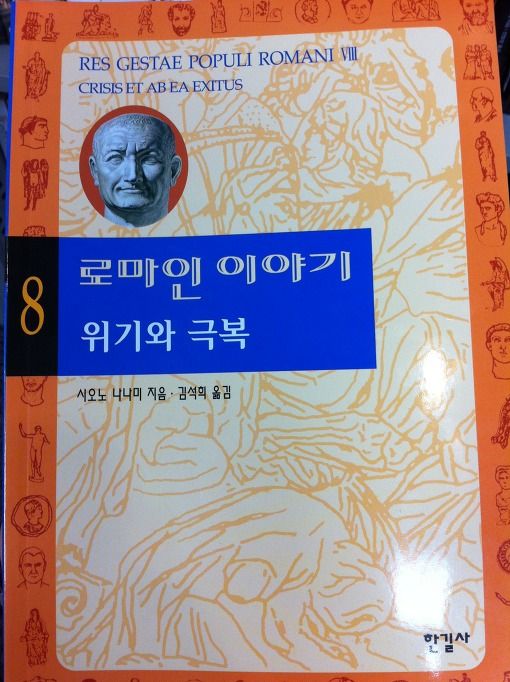 RES GESTAE POPULI ROMANI VIII
CRISIS ET AB EA EXITUS
8
로마인 이야기
위기와 극복
시오노 나나미 지음 · 김석희 옮김
한길사